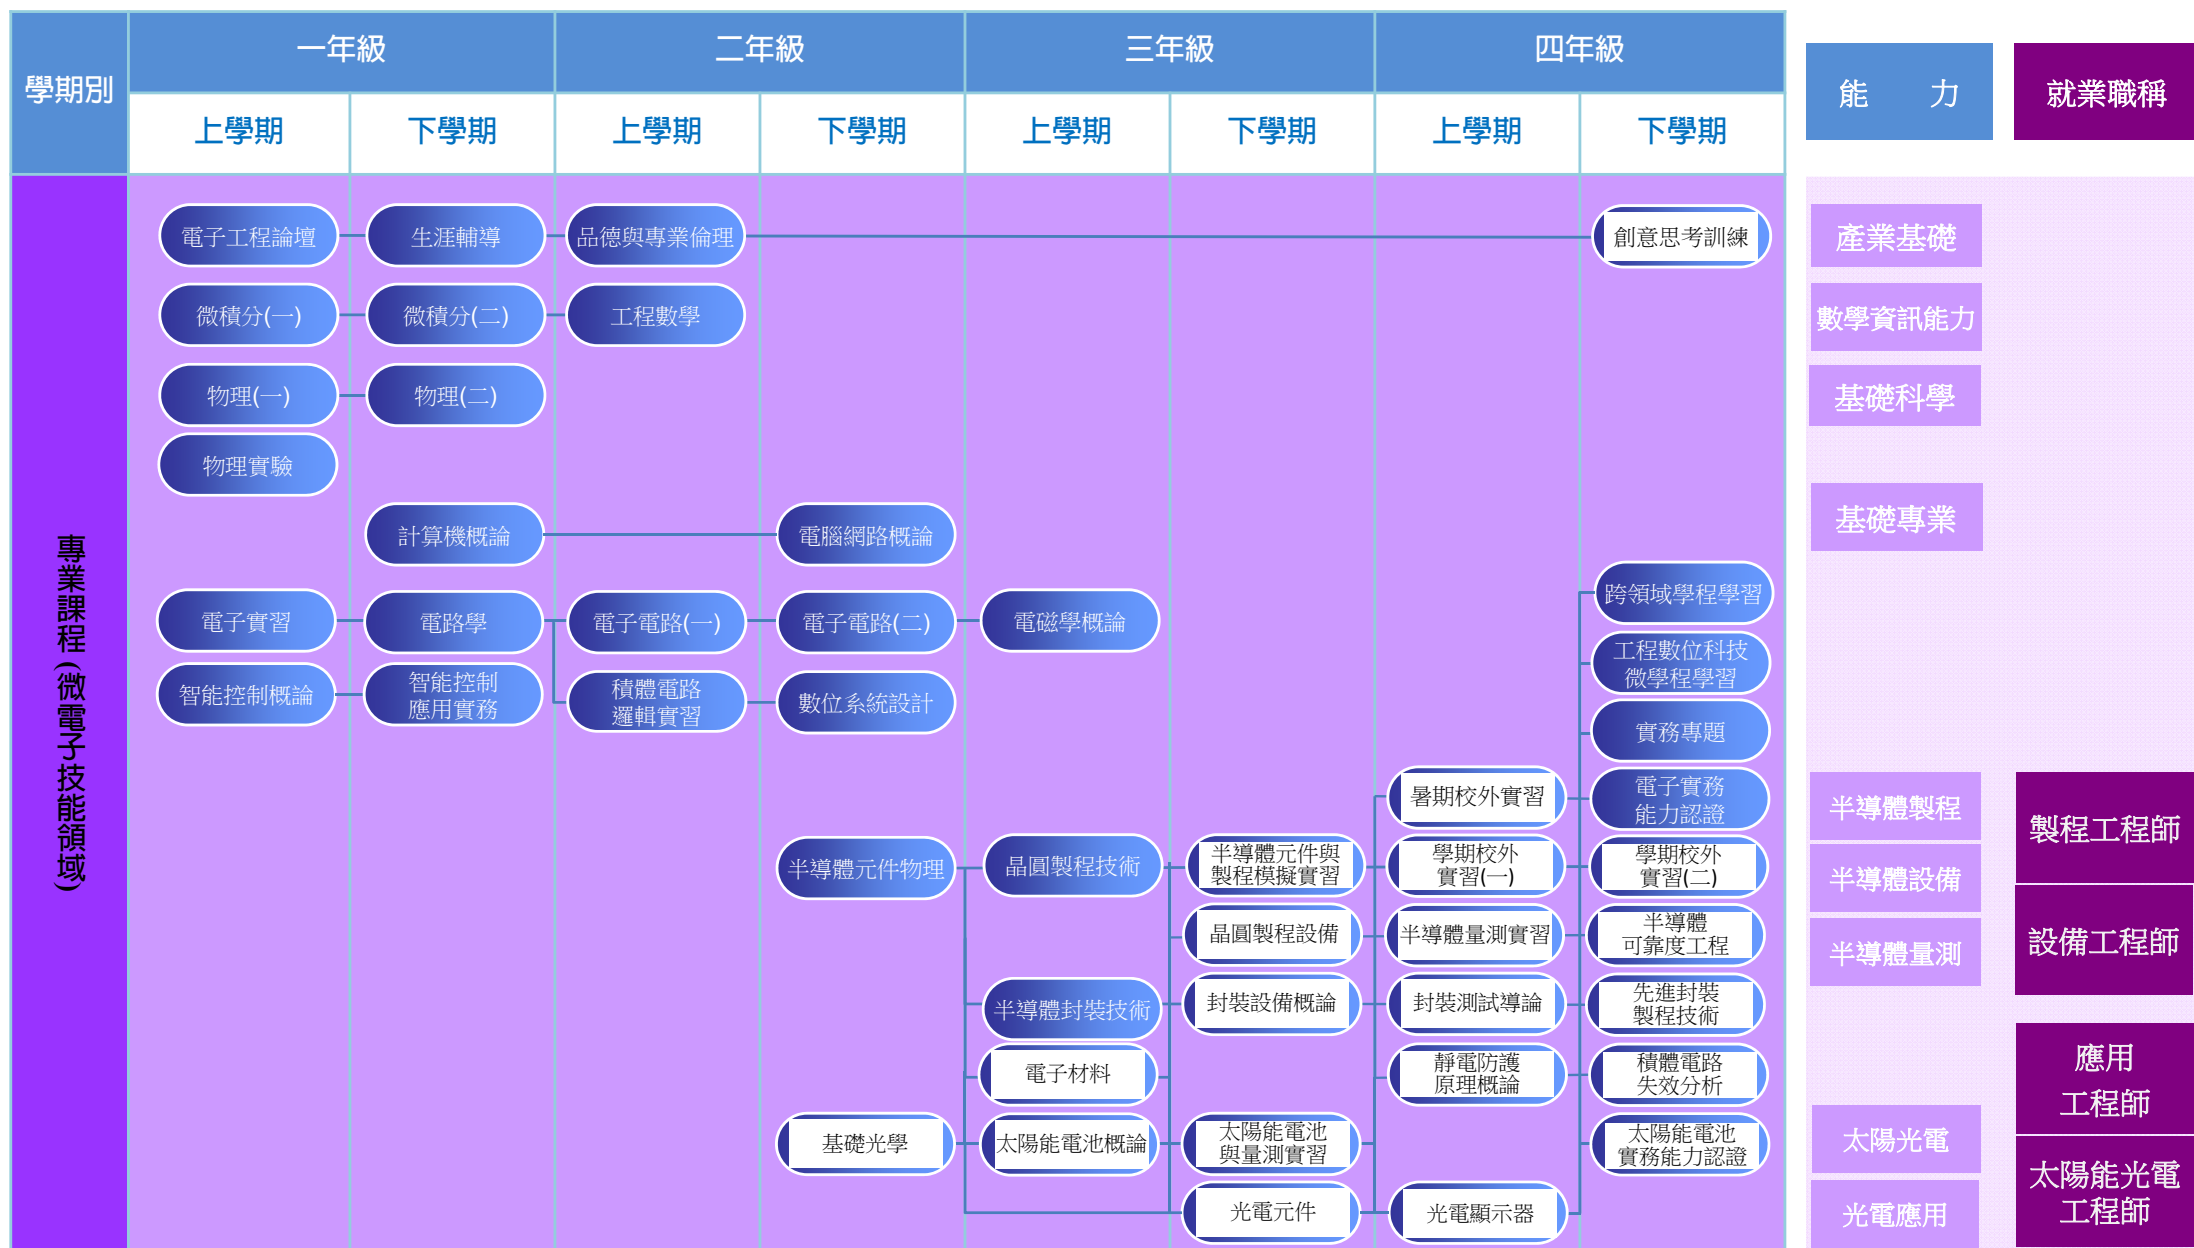 學期別
一年級
二年級
三年級
四年級
能 力
就業職稱
上學期
下學期
上學期
下學期
上學期
下學期
上學期
下學期
專業課程(微電子技能領域)
電子工程論壇
生涯輔導
品德與專業倫理
創意思考訓練
產業基礎
微積分(一)
微積分(二)
工程數學
數學資訊能力
物理(一)
物理(二)
基礎科學
物理實驗
計算機概論
電腦網路概論
基礎專業
跨領域學程學習
電子實習
電路學
電子電路(一)
電子電路(二)
電磁學概論
工程數位科技
微學程學習
智能控制概論
智能控制
應用實務
積體電路
邏輯實習
數位系統設計
實務專題
暑期校外實習
電子實務
能力認證
半導體製程
製程工程師
半導體元件物理
晶圓製程技術
半導體元件與
製程模擬實習
學期校外
實習(一)
學期校外
實習(二)
半導體設備
晶圓製程設備
半導體量測實習
半導體
可靠度工程
半導體量測
設備工程師
半導體封裝技術
封裝設備概論
封裝測試導論
先進封裝
製程技術
電子材料
靜電防護
原理概論
積體電路
失效分析
應用
工程師
基礎光學
太陽能電池概論
太陽能電池
與量測實習
太陽能電池
實務能力認證
太陽光電
太陽能光電
工程師
光電元件
光電顯示器
光電應用